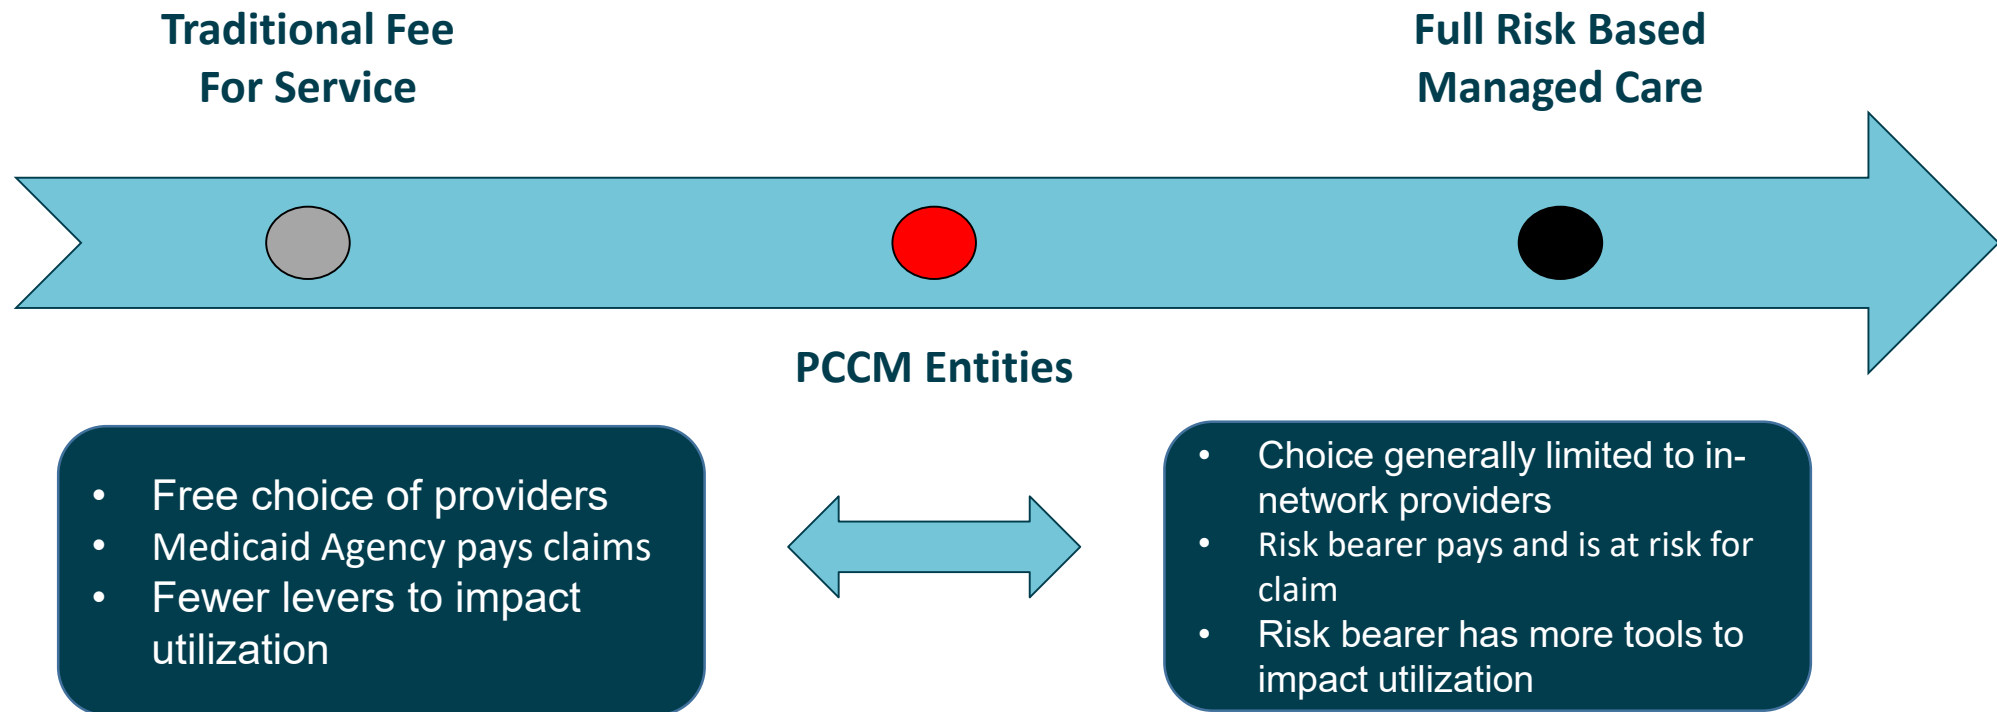 Traditional Fee
For Service
Full Risk Based
Managed Care
PCCM Entities
• Free choice of providers
• Medicaid Agency pays claims
• Fewer levers to impact
utilization
• Choice generally limited to in-
network providers
• Risk bearer pays and is at risk for
claim
• Risk bearer has more tools to
impact utilization